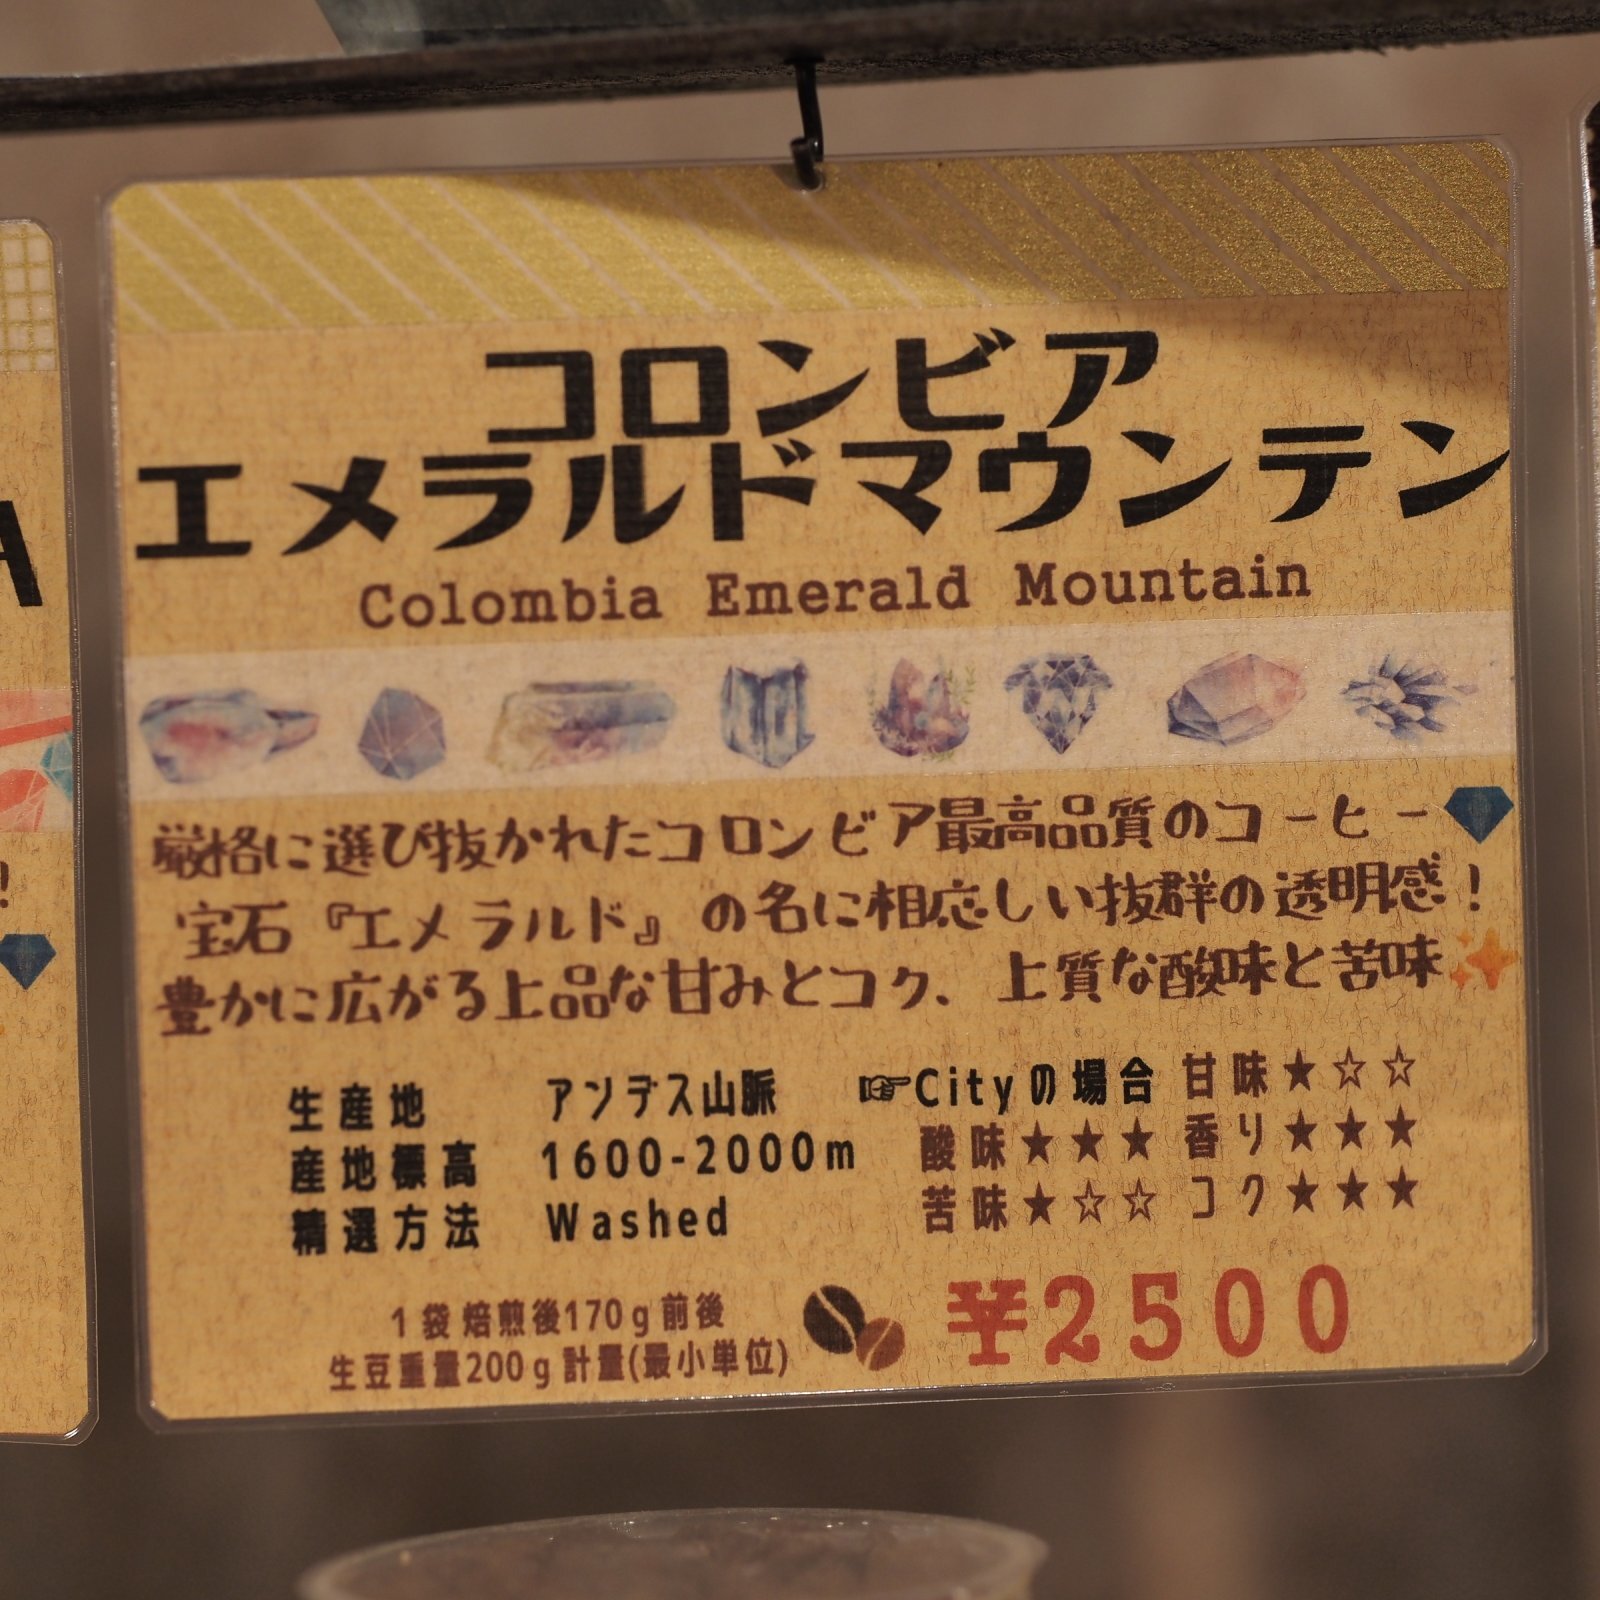 コロンビア
エメラルドマウンテン
Colombia Emerald Mountain
厳格に選び抜かれたコロンビア最高品質のコーヒー
宝石『エメラルド』の名に相応しい抜群の透明感！
豊かに広がる上品な甘みとコク、上質な酸味と苦味
生産地 アンデス山脈
産地標高 1600-2000m
精選方法 Washed
☞Cityの場合 甘味★☆☆
酸味★★★ 香り★★★
苦味★☆☆ コク★★★
1袋焙煎後170g前後
生豆重量200g計量(最小単位)
¥2500
A
!